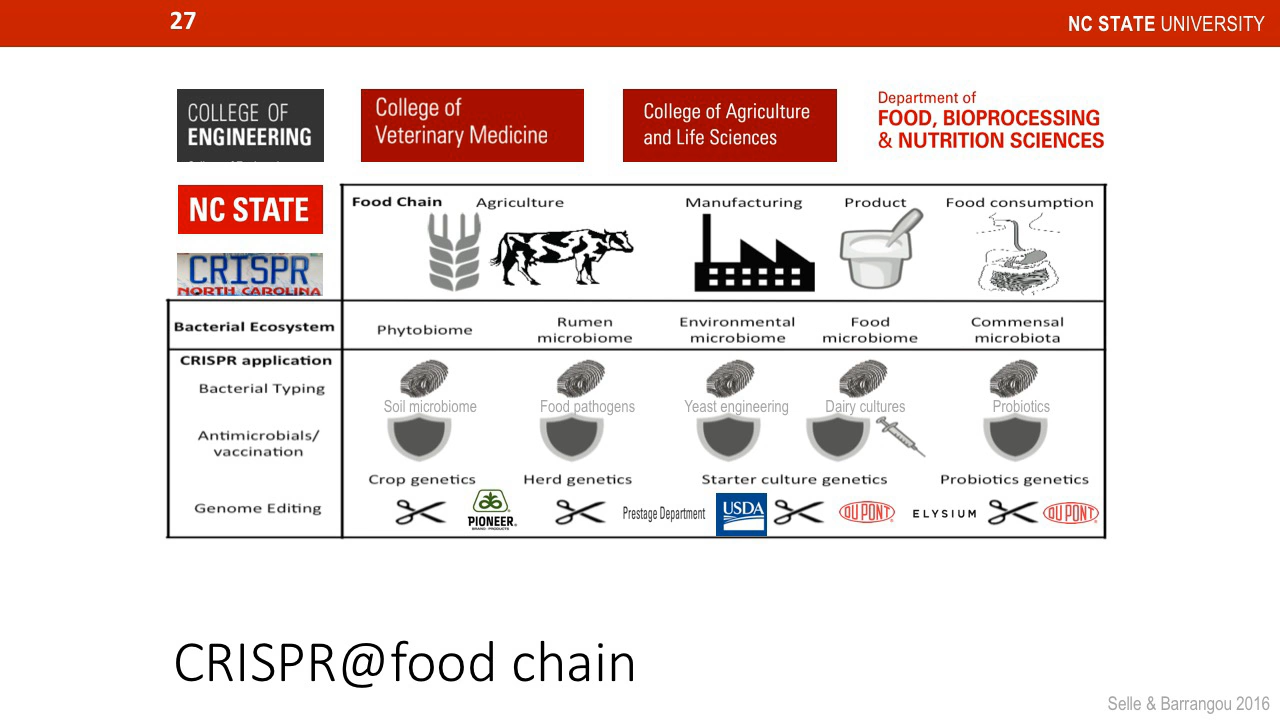 27
NC STATE UNIVERSITY
COLLEGE OF
ENGINEERING
College of
Veterinary Medicine
College of Agriculture
and Life Sciences
Department of
FOOD, BIOPROCESSING
& NUTRITION SCIENCES
NC STATE
CRISPR
NORTH CAROLINA
Food Chain Agriculture Manufacturing Product Food consumption
Bacterial Ecosystem
Phytobiome
Rumen
microbiome
Environmental
microbiome
Food
microbiome
Commensal
microbiota
CRISPR application
Bacterial Typing
Soil microbiome Food pathogens Yeast engineering Dairy cultures Probiotics
Antimicrobials/
vaccination
Crop genetics Herd genetics Starter culture genetics Probiotics genetics
Genome Editing
PIONEER
BRAND · PRODUCTS
Prestage Department
USDA
DUPONT
ELYSIUM
DUPONT
CRISPR@food chain
Selle & Barrangou 2016